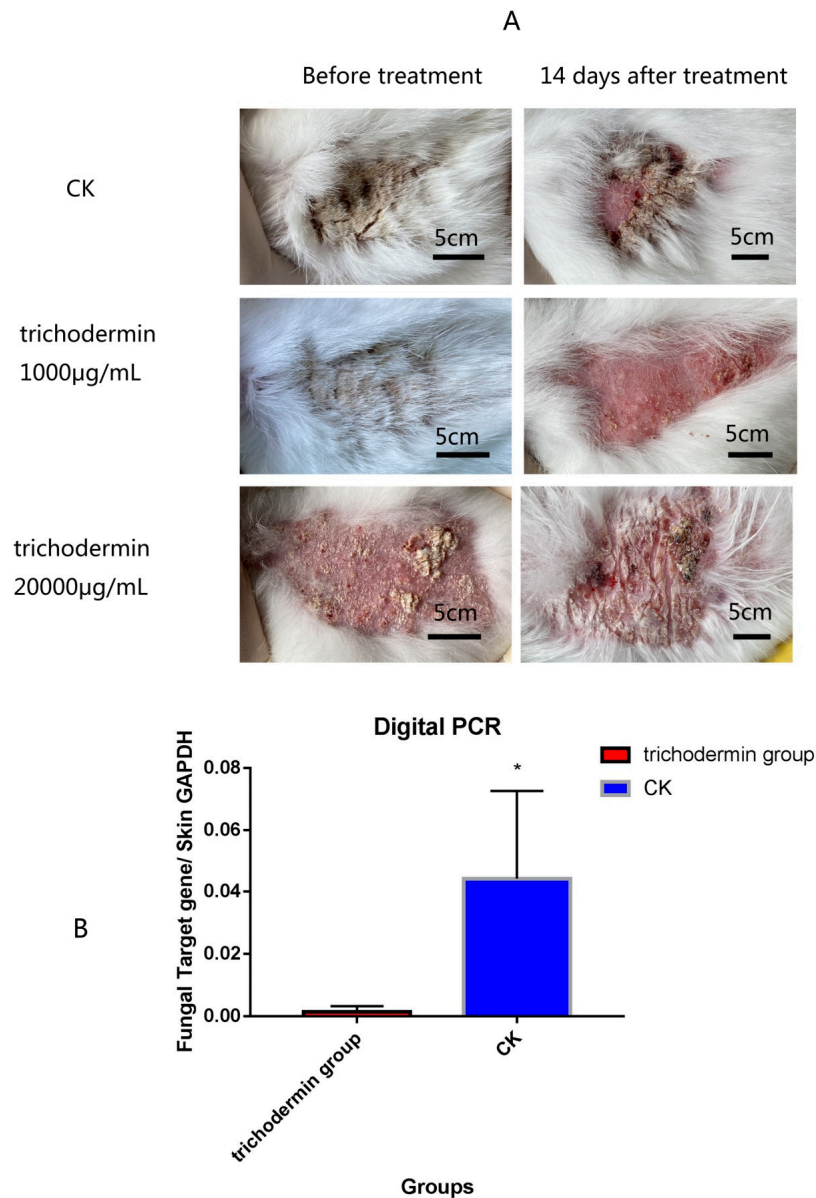 A
Before treatment
14 days after treatment
CK
5cm
5cm
trichodermin
1000μg/mL
5cm
5cm
trichodermin
20000μg/mL
5cm
5cm
B
Digital PCR
trichodermin group
CK
Fungal Target gene/ Skin GAPDH
0.08
0.06
0.04
0.02
0.00
*
trichodermin group
CK
Groups